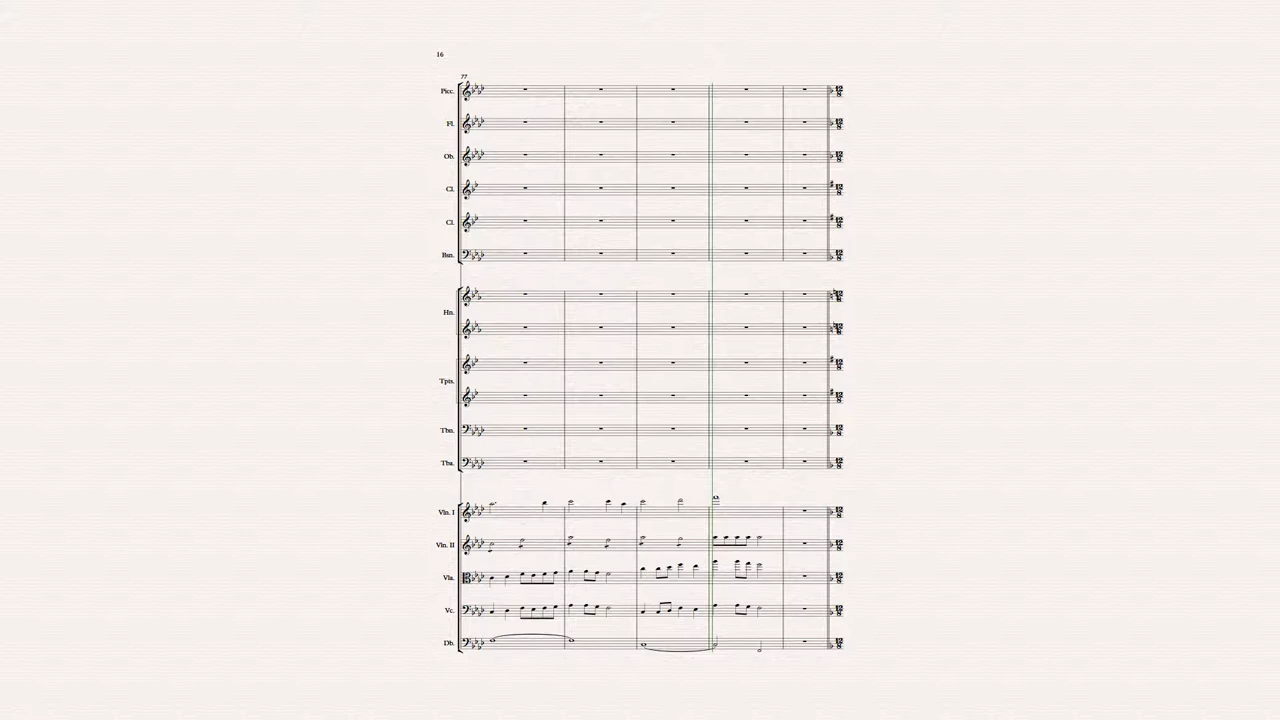 16
77
Picc.
Fl.
Ob.
Cl.
Cl.
Bsn.
Hn.
Tpts.
Tbn.
Tba.
Vln. I
Vln. II
Vla.
Vc.
Db.